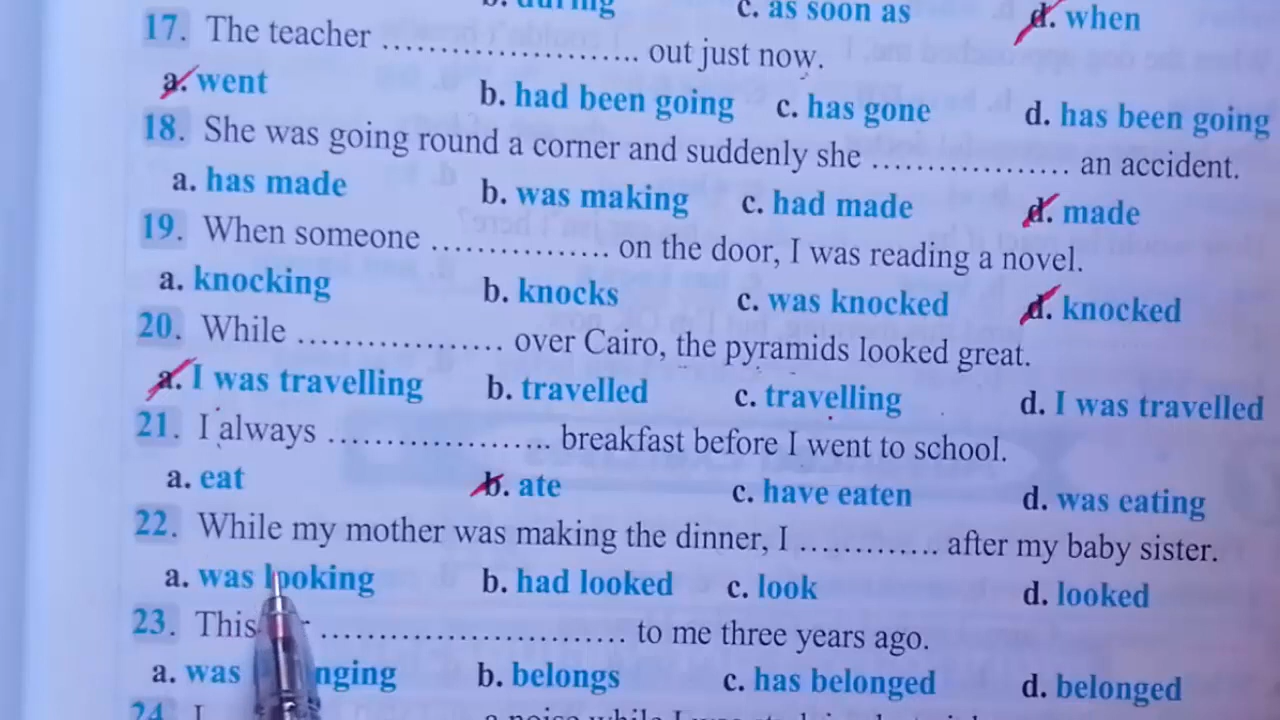 b. during c. as soon as d. when
17. The teacher ........................ out just now.
a. went b. had been going c. has gone d. has been going
18. She was going round a corner and suddenly she .................. an accident.
a. has made b. was making c. had made d. made
19. When someone ................ on the door, I was reading a novel.
a. knocking b. knocks c. was knocked d. knocked
20. While .................. over Cairo, the pyramids looked great.
a. I was travelling b. travelled c. travelling d. I was travelled
21. I always .................... breakfast before I went to school.
a. eat b. ate c. have eaten d. was eating
22. While my mother was making the dinner, I ............. after my baby sister.
a. was looking b. had looked c. look d. looked
23. This ........................... to me three years ago.
a. was b. belongs c. has belonged d. belonged
24. I a noise while I